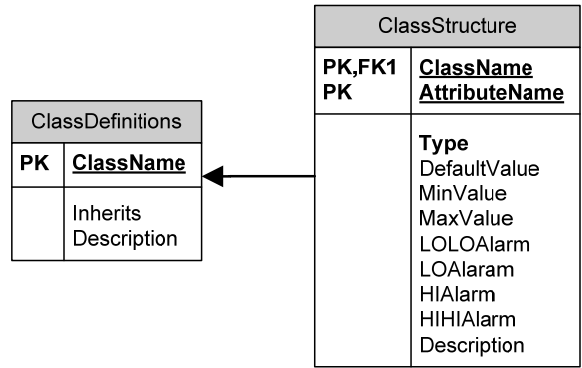 ClassStructure
PK,FK1 ClassName
PK AttributeName
Type
DefaultValue
MinValue
MaxValue
LOLOAlarm
LOAlaram
HIAlarm
HIHIAlarm
Description
ClassDefinitions
PK ClassName
Inherits
Description